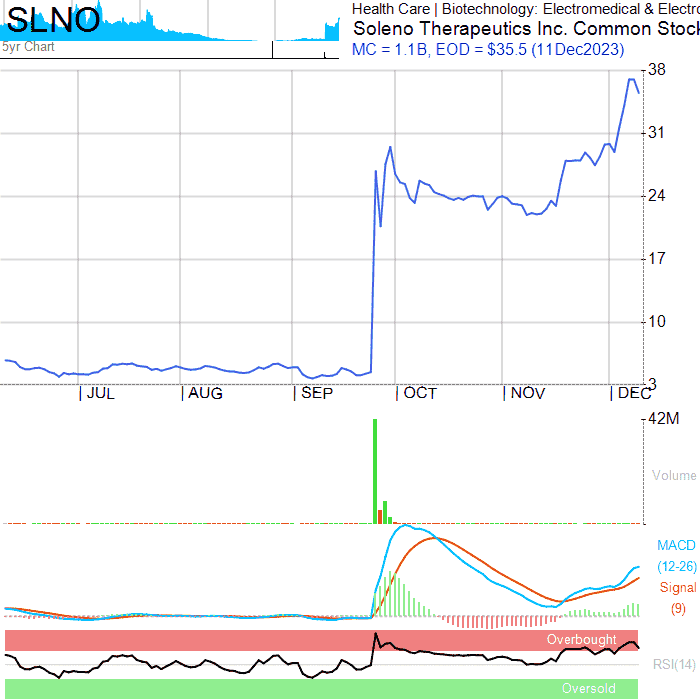 SLNO
5yr Chart
Health Care | Biotechnology: Electromedical & Electro
Soleno Therapeutics Inc. Common Stock
MC = 1.1B, EOD = $35.5 (11Dec2023)
38
31
24
17
10
3
JUL
AUG
SEP
OCT
NOV
DEC
42M
Volume
MACD
(12-26)
Signal
(9)
Overbought
RSI(14)
Oversold